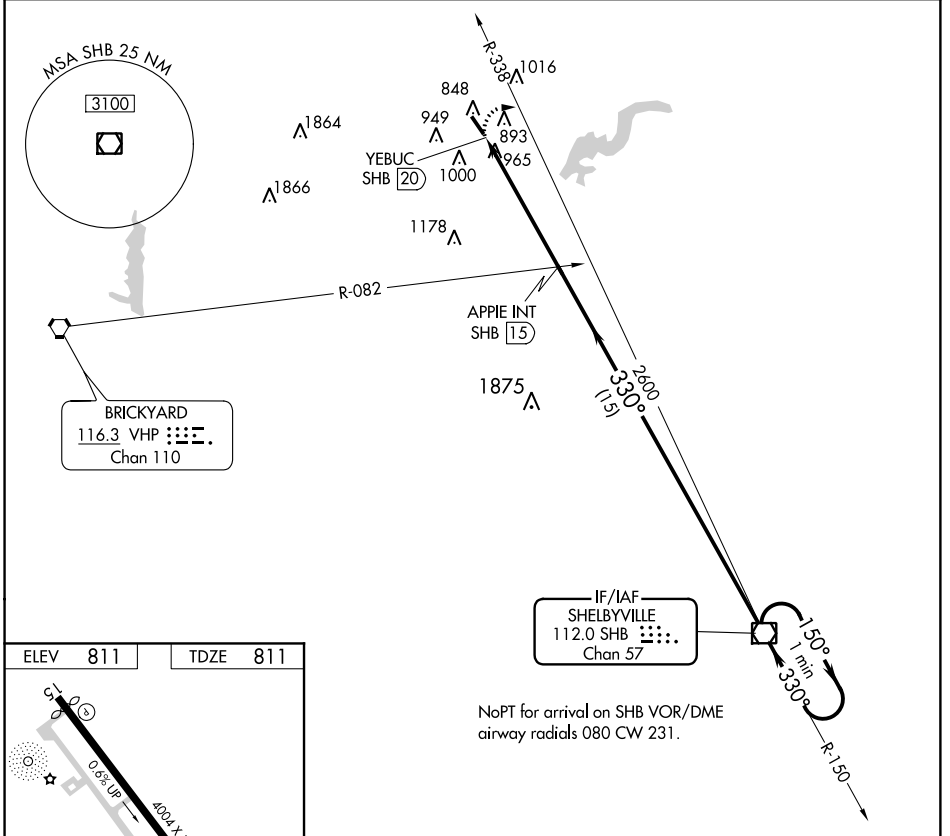 MSA SHB 25 NM
3100
R-338
1016
848
1864
949
893
965
YEBUC
SHB 20
1000
1866
1178
R-082
APPIE INT
SHB 15
2600
330°
(15)
1875
BRICKYARD
116.3 VHP
Chan 110
IF/IAF
SHELBYVILLE
112.0 SHB
Chan 57
150°
1 min
330°
R-150
NoPT for arrival on SHB VOR/DME
airway radials 080 CW 231.
ELEV 811
TDZE 811
15
P
0.6% UP
4004 X